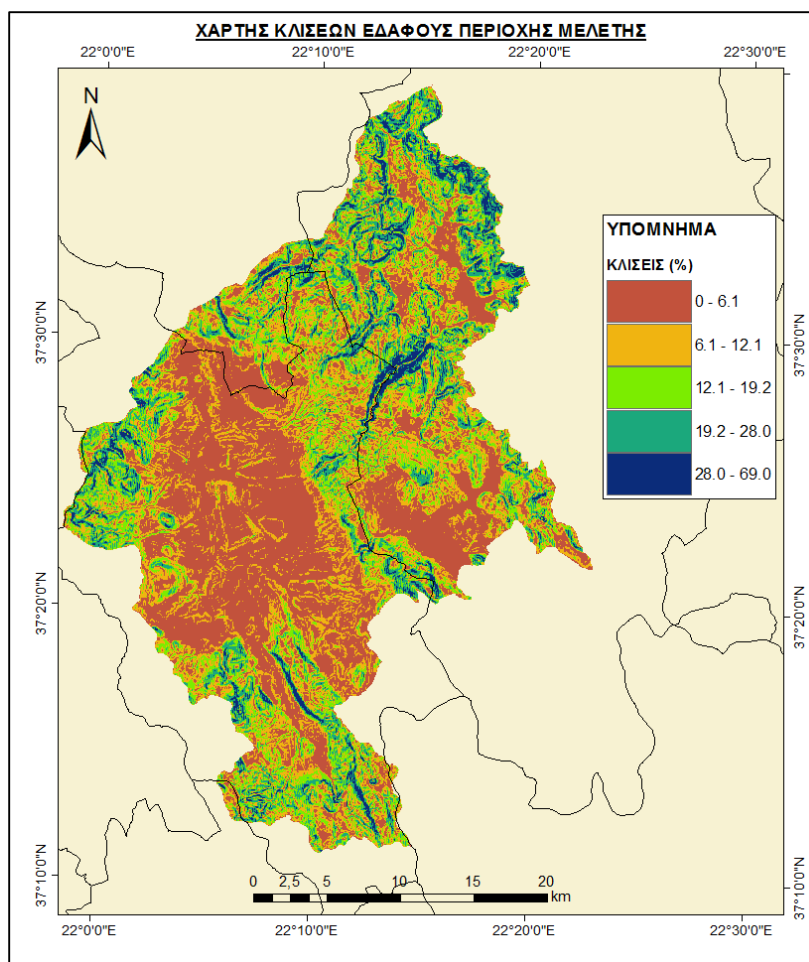 ΧΑΡΤΗΣ ΚΛΙΣΕΩΝ ΕΔΑΦΟΥΣ ΠΕΡΙΟΧΗΣ ΜΕΛΕΤΗΣ
22°0'0"E 22°10'0"E 22°20'0"E 22°30'0"E
N
ΥΠΟΜΝΗΜΑ
ΚΛΙΣΕΙΣ (%)
0 - 6.1
6.1 - 12.1
12.1 - 19.2
19.2 - 28.0
28.0 - 69.0
37°30'0"N 37°30'0"N
37°20'0"N 37°20'0"N
37°10'0"N 37°10'0"N
0 2,5 5 10 15 20
km
22°0'0"E 22°10'0"E 22°20'0"E 22°30'0"E